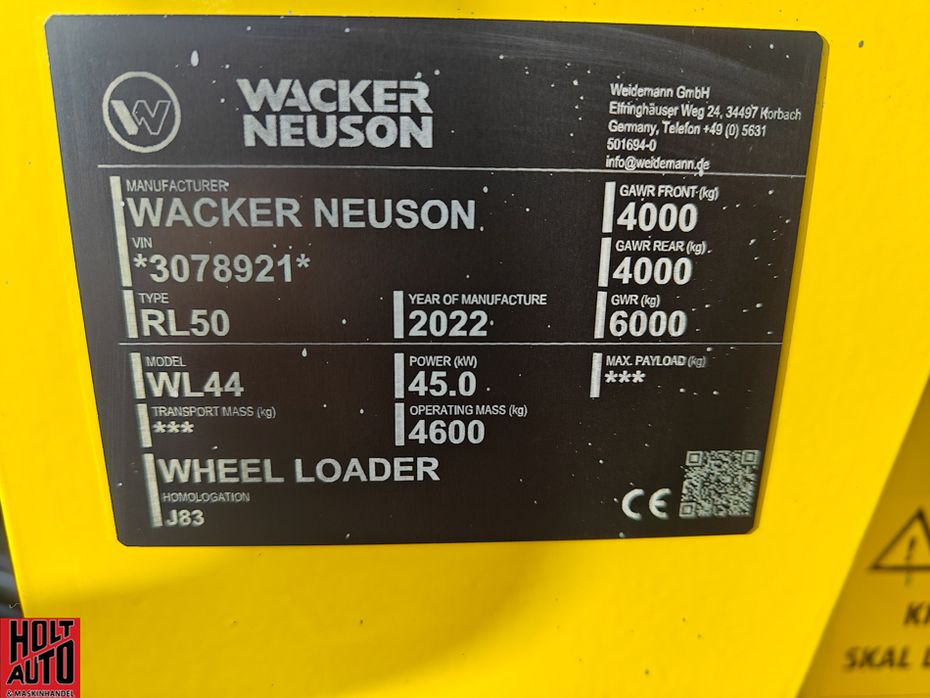 WACKER
NEUSON
Weidemann GmbH
Elfringhäuser Weg 24, 34497 Korbach
Germany, Telefon +49 (0) 5631
501694-0
info@weidemann.de
MANUFACTURER
WACKER NEUSON
VIN
*3078921*
GAWR FRONT (kg)
4000
GAWR REAR (kg)
4000
TYPE
RL50
YEAR OF MANUFACTURE
2022
GWR (kg)
6000
MODEL
WL44
POWER (kW)
45.0
MAX. PAYLOAD (kg)
***
TRANSPORT MASS (kg)
***
OPERATING MASS (kg)
4600
WHEEL LOADER
HOMOLOGATION
J83
CE
SKAL
HOLT
AUTO
& MASKINHANDEL